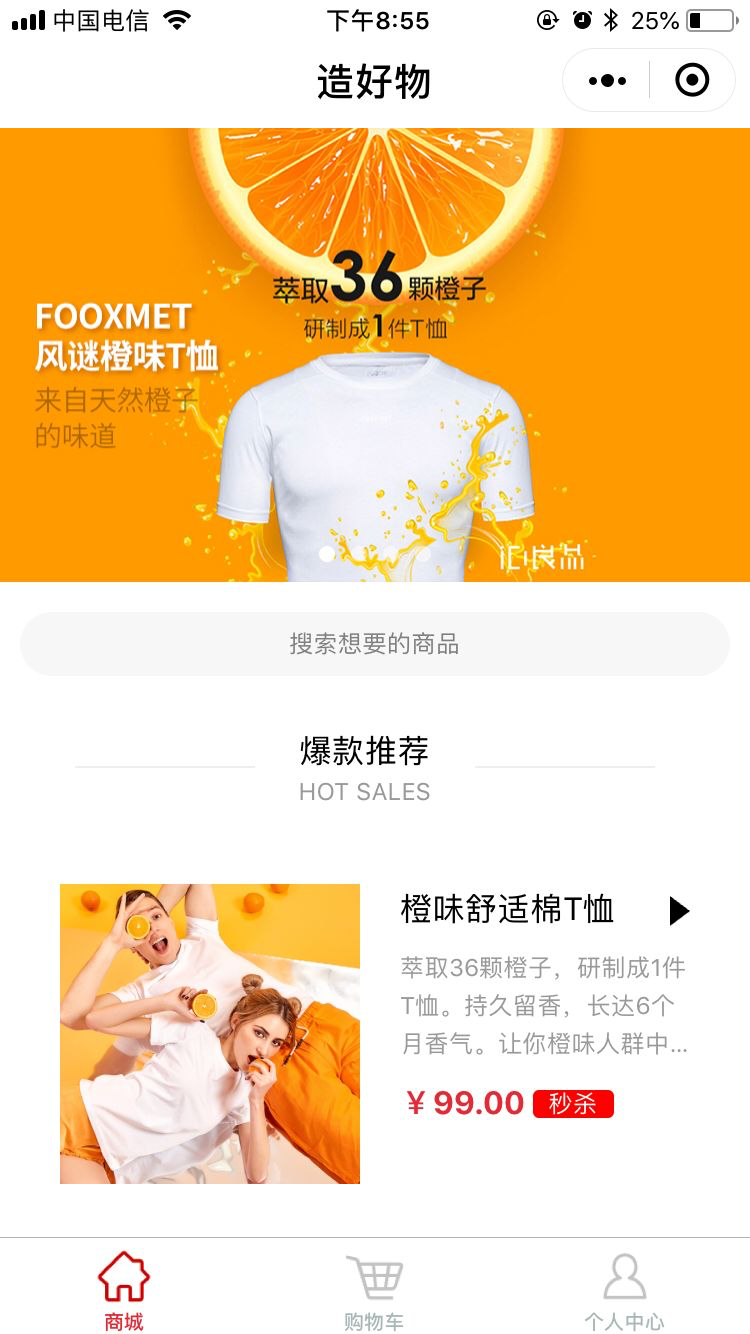 中国电信
下午8:55
25%
造好物
萃取36颗橙子
研制成1件T恤
FOOXMET
风谜橙味T恤
来自天然橙子
的味道
汇良品
搜索想要的商品
爆款推荐
HOT SALES
橙味舒适棉T恤
萃取36颗橙子，研制成1件
T恤。持久留香，长达6个
月香气。让你橙味人群中...
¥ 99.00 秒杀
商城
购物车
个人中心